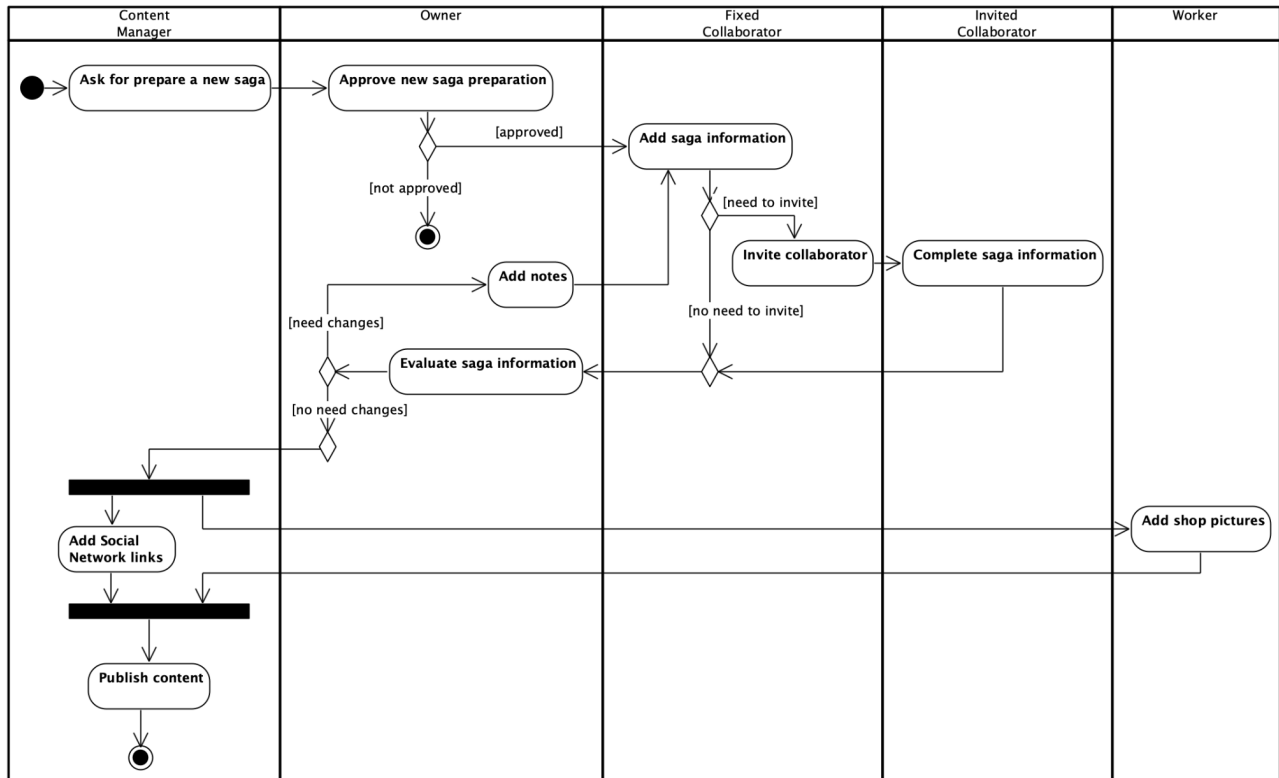 Content
Manager
Owner
Fixed
Collaborator
Invited
Collaborator
Worker
Ask for prepare a new saga
Approve new saga preparation
[approved]
Add saga information
[not approved]
[need to invite]
Invite collaborator
Complete saga information
Add notes
[no need to invite]
[need changes]
Evaluate saga information
[no need changes]
Add shop pictures
Add Social
Network links
Publish content